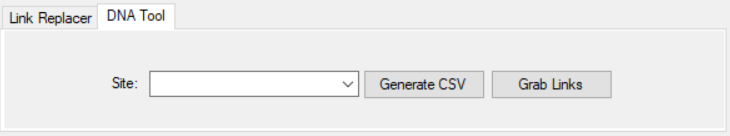 Link Replacer DNA Tool
Site: Generate CSV Grab Links